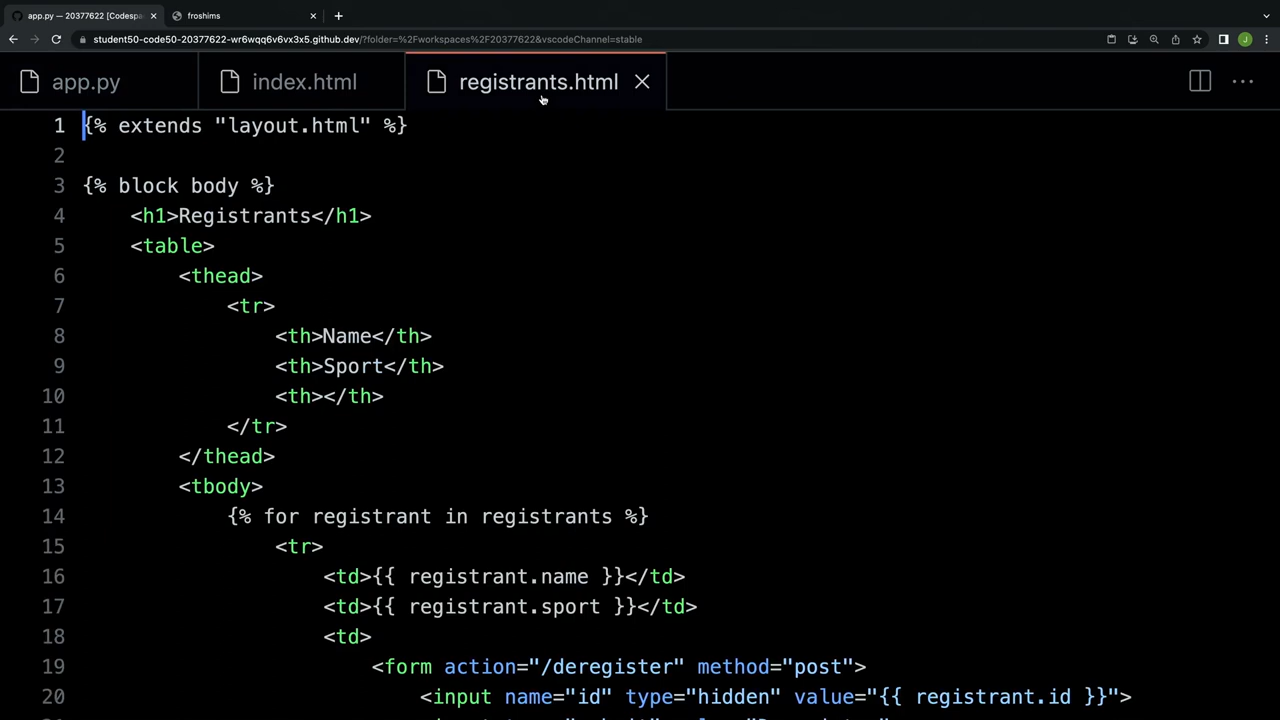 app.py — 20377622 [Codespa
froshims
student50-code50-20377622-wr6wqq6v6vx3x5.github.dev/?folder=%2Fworkspaces%2F20377622&vscodeChannel=stable
J
app.py
index.html
registrants.html
1 {% extends "layout.html" %}
2
3 {% block body %}
4 <h1>Registrants</h1>
5 <table>
6 <thead>
7 <tr>
8 <th>Name</th>
9 <th>Sport</th>
10 <th></th>
11 </tr>
12 </thead>
13 <tbody>
14 {% for registrant in registrants %}
15 <tr>
16 <td>{{ registrant.name }}</td>
17 <td>{{ registrant.sport }}</td>
18 <td>
19 <form action="/deregister" method="post">
20 <input name="id" type="hidden" value="{{ registrant.id }}">